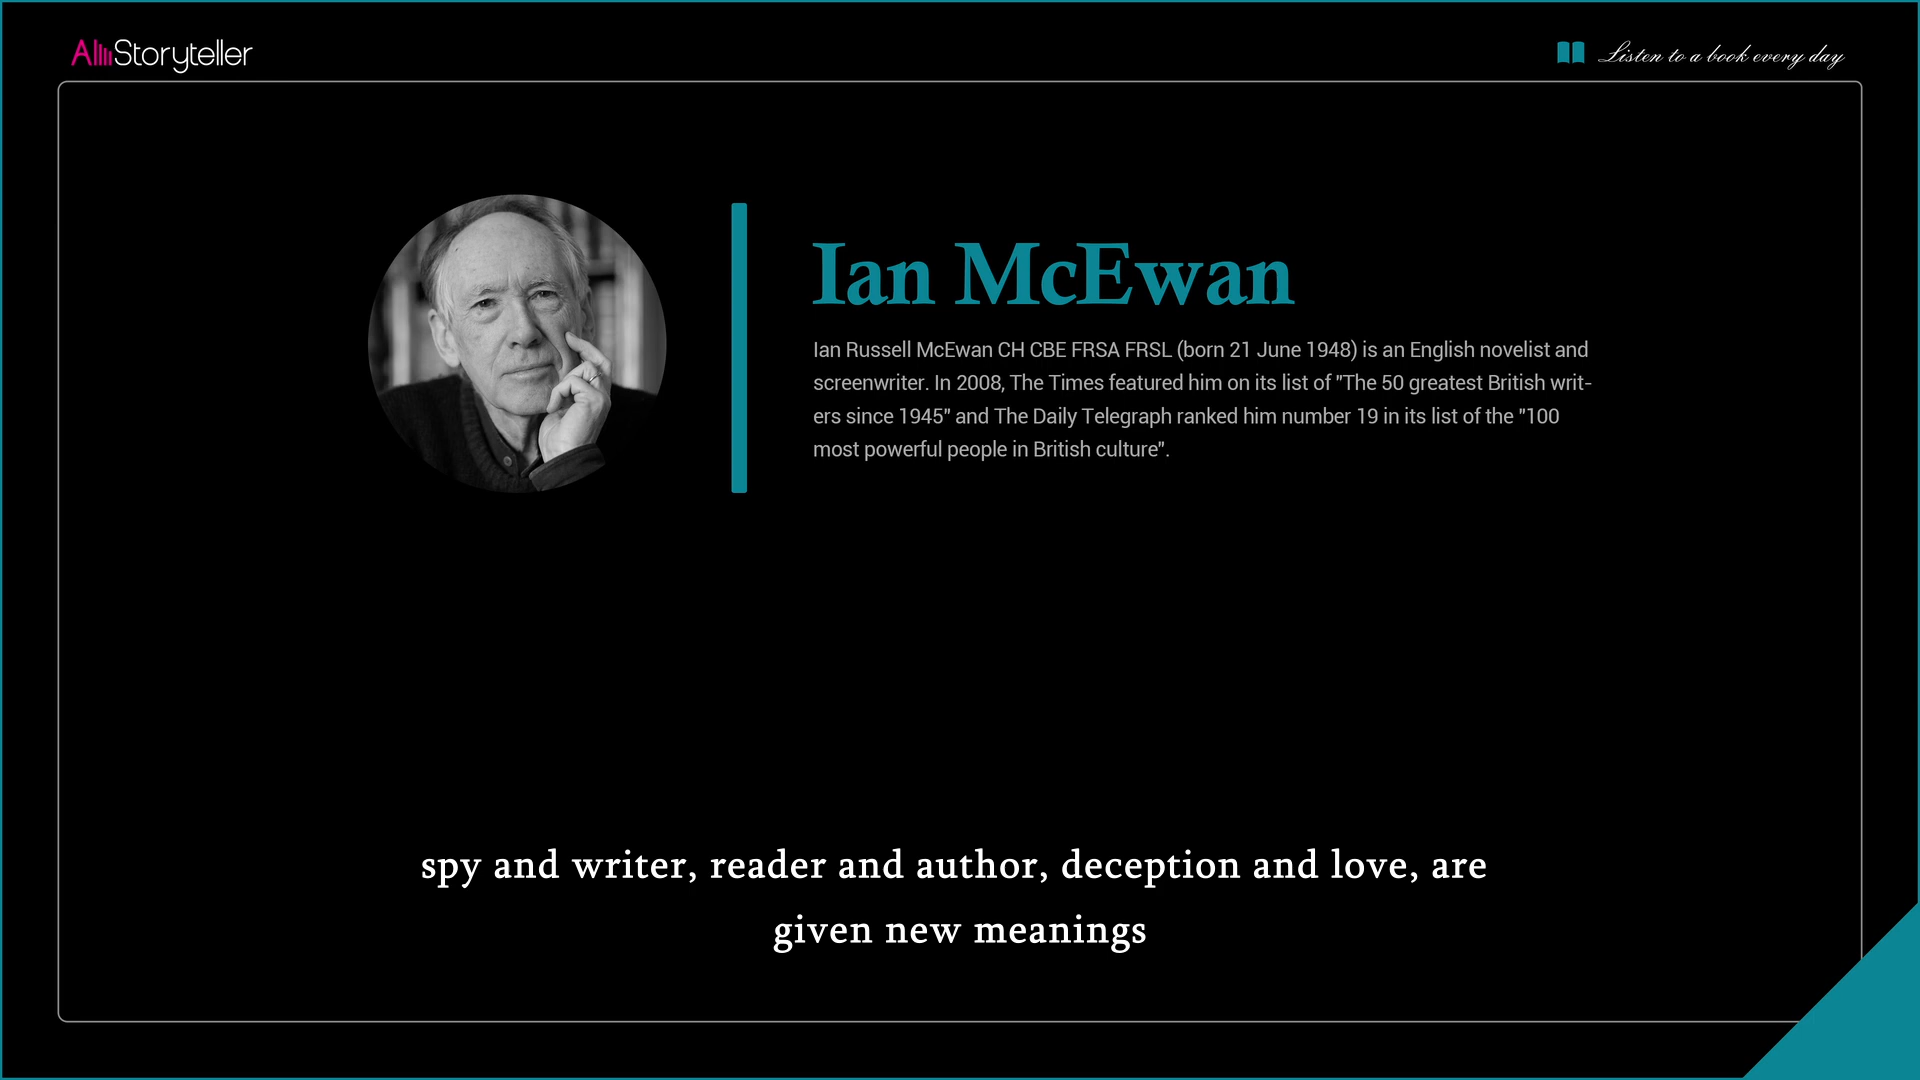 AllStoryteller
Listen to a book every day
Ian McEwan
Ian Russell McEwan CH CBE FRSA FRSL (born 21 June 1948) is an English novelist and
screenwriter. In 2008, The Times featured him on its list of "The 50 greatest British writ-
ers since 1945" and The Daily Telegraph ranked him number 19 in its list of the "100
most powerful people in British culture".
spy and writer, reader and author, deception and love, are
given new meanings